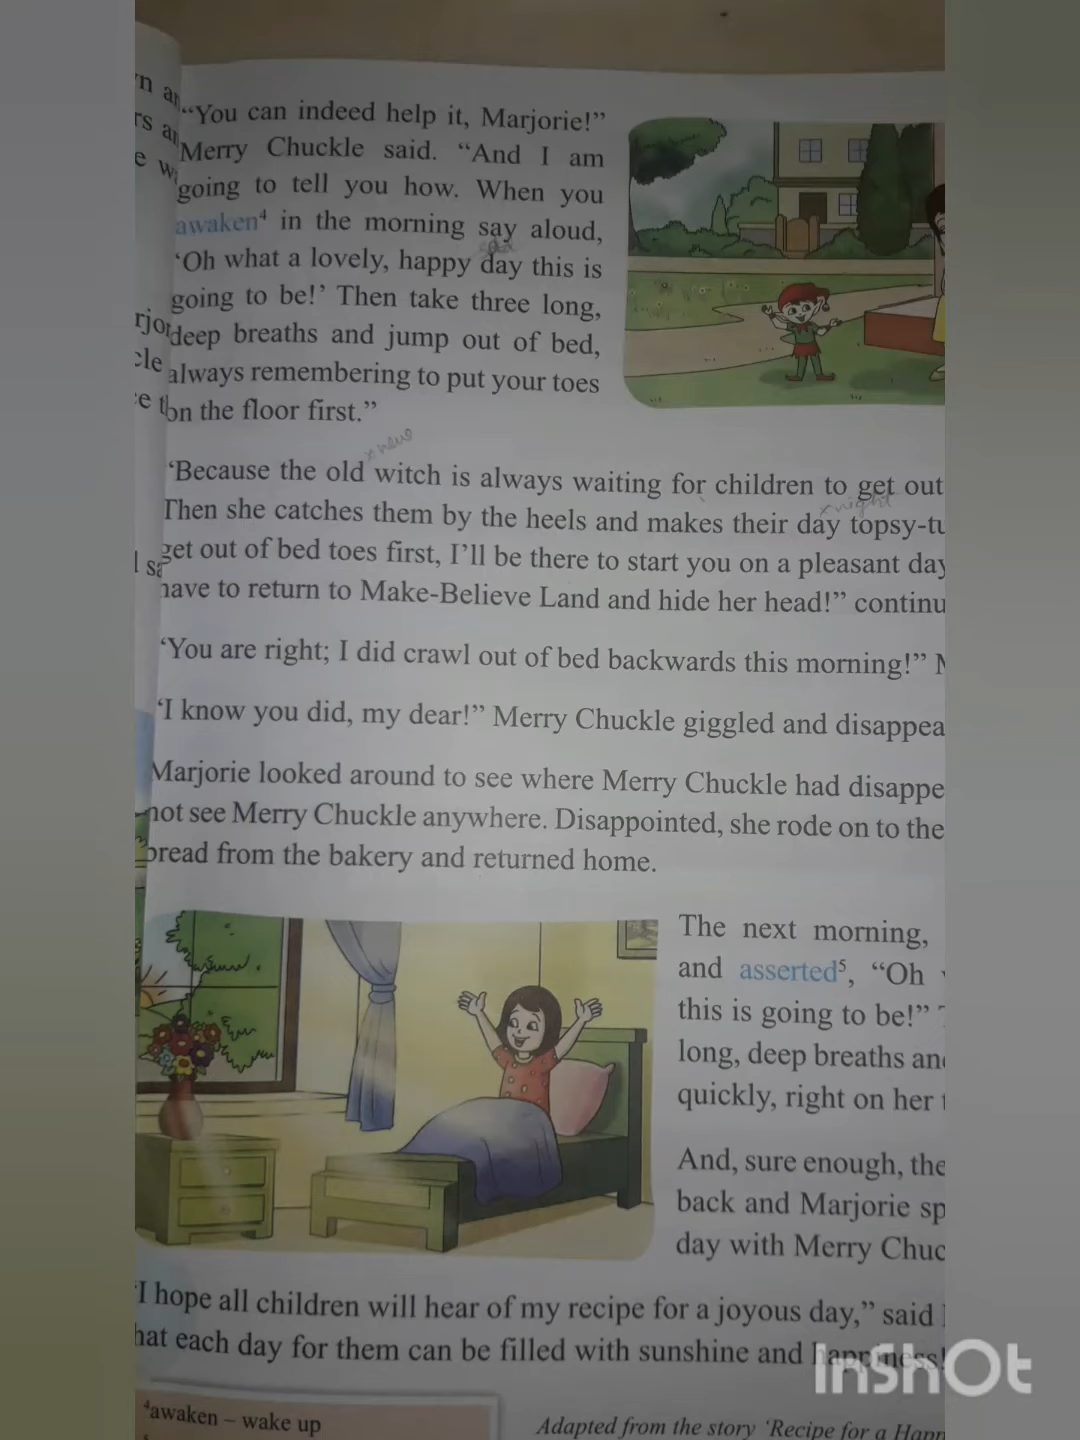 n an
rs an
e w
"You can indeed help it, Marjorie!"
Merry Chuckle said. "And I am
going to tell you how. When you
awaken⁴ in the morning say aloud,
sad
'Oh what a lovely, happy day this is
going to be!' Then take three long,
deep breaths and jump out of bed,
always remembering to put your toes
on the floor first."
x new
'Because the old witch is always waiting for children to get out
x night
Then she catches them by the heels and makes their day topsy-tu
get out of bed toes first, I'll be there to start you on a pleasant day
have to return to Make-Believe Land and hide her head!" continu
'You are right; I did crawl out of bed backwards this morning!"
'I know you did, my dear!" Merry Chuckle giggled and disappea
Marjorie looked around to see where Merry Chuckle had disappe
not see Merry Chuckle anywhere. Disappointed, she rode on to the
bread from the bakery and returned home.
The next morning,
and asserted⁵, "Oh
this is going to be!"
long, deep breaths an
quickly, right on her
And, sure enough, the
back and Marjorie sp
day with Merry Chuc
'I hope all children will hear of my recipe for a joyous day," said
hat each day for them can be filled with sunshine and happiness!
InShOt
⁴awaken – wake up
Adapted from the story 'Recipe for a Happ